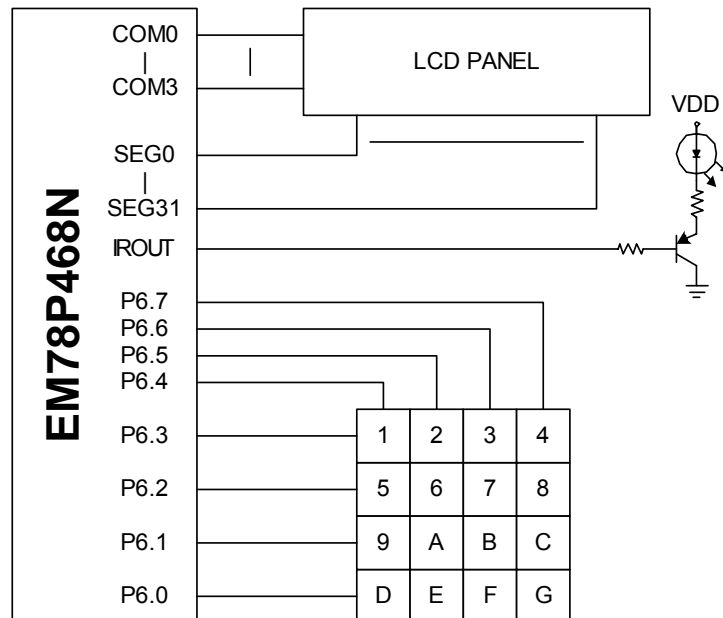 COM0
COM3
LCD PANEL
VDD
SEG0
SEG31
IROUT
EM78P468N
P6.7
P6.6
P6.5
P6.4
P6.3
1 2 3 4
P6.2
5 6 7 8
P6.1
9 A B C
P6.0
D E F G